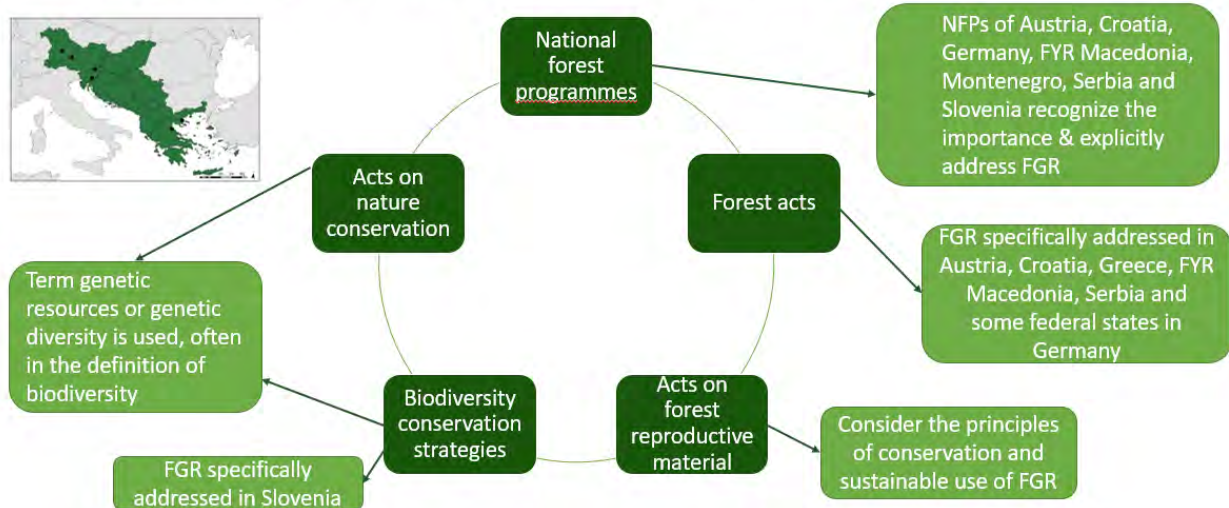 National
forest
programmes
NFPs of Austria, Croatia,
Germany, FYR Macedonia,
Montenegro, Serbia and
Slovenia recognize the
importance & explicitly
address FGR
Forest acts
FGR specifically addressed in
Austria, Croatia, Greece, FYR
Macedonia, Serbia and
some federal states in
Germany
Acts on
forest
reproductive
material
Consider the principles
of conservation and
sustainable use of FGR
Biodiversity
conservation
strategies
FGR specifically
addressed in Slovenia
Acts on
nature
conservation
Term genetic
resources or genetic
diversity is used, often
in the definition of
biodiversity